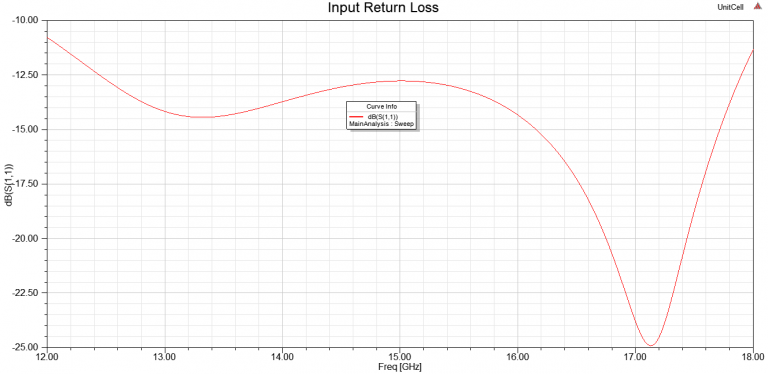 Input Return Loss
UnitCell
-10.00
-12.50
-15.00
-17.50
-20.00
-22.50
-25.00
dB(S(1,1))
Curve Info
dB(S(1,1))
MainAnalysis : Sweep
12.00 13.00 14.00 15.00 16.00 17.00 18.00
Freq [GHz]